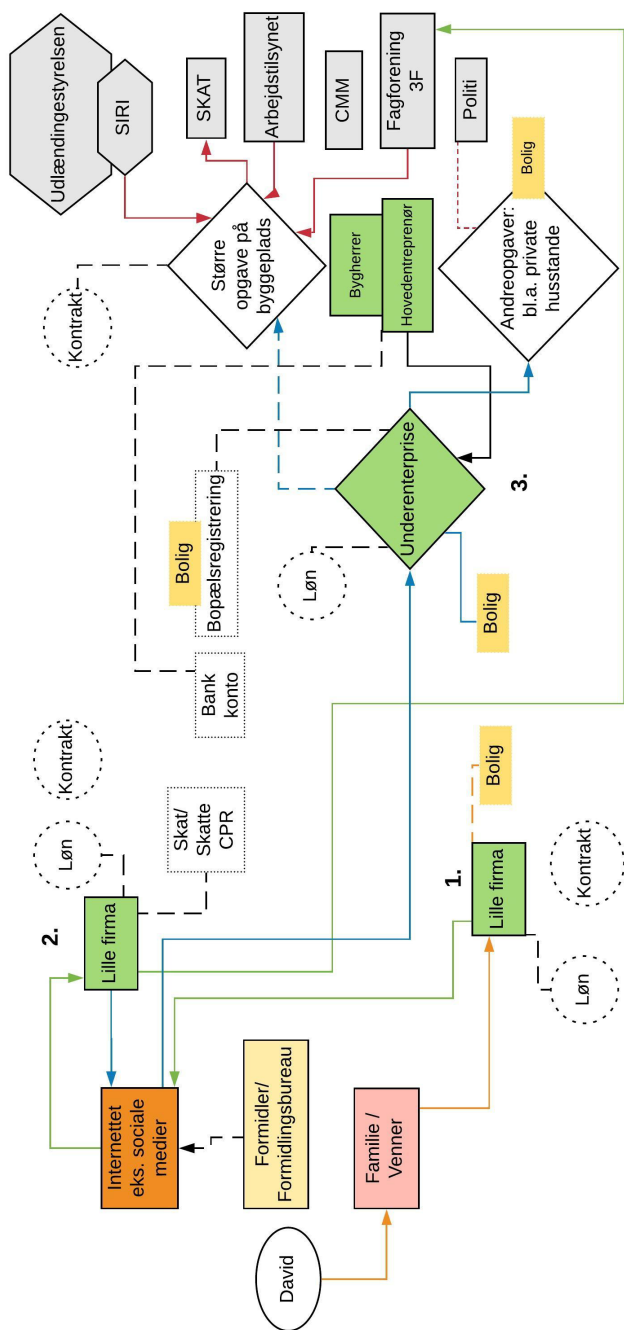 David
Familie /
Venner
Formidler/
Formidlingsbureau
Internettet
eks. sociale
medier
1.
Lille firma
Løn
Kontrakt
Bolig
2.
Lille firma
Løn
Kontrakt
Skat/
Skatte
CPR
Bank
konto
Bolig
Bopælsregistrering
Løn
3.
Underenterprise
Bolig
Kontrakt
Større
opgave på
byggeplads
Bygherrer
Hovedentreprenør
Andreopgaver:
bl.a. private
husstande
Bolig
Udlændingestyrelsen
SIRI
SKAT
Arbejdstilsynet
CMM
Fagforening
3F
Politi